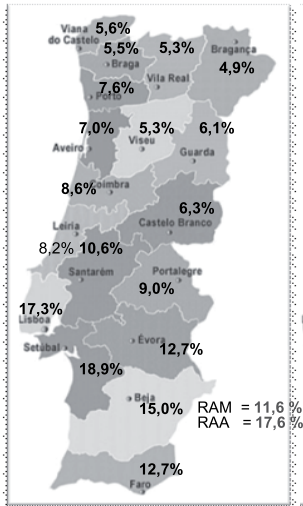 Viana
do Castelo
5,6%
5,5%
Braga
5,3%
Vila Real
Bragança
4,9%
7,6%
Porto
7,0%
Aveiro
5,3%
Viseu
6,1%
Guarda
8,6%
Coimbra
6,3%
Castelo Branco
Leiria
8,2%
10,6%
Santarém
Portalegre
9,0%
17,3%
Lisboa
Setúbal
Évora
12,7%
18,9%
Beja
15,0%
RAM = 11,6 %
RAA = 17,6 %
12,7%
Faro